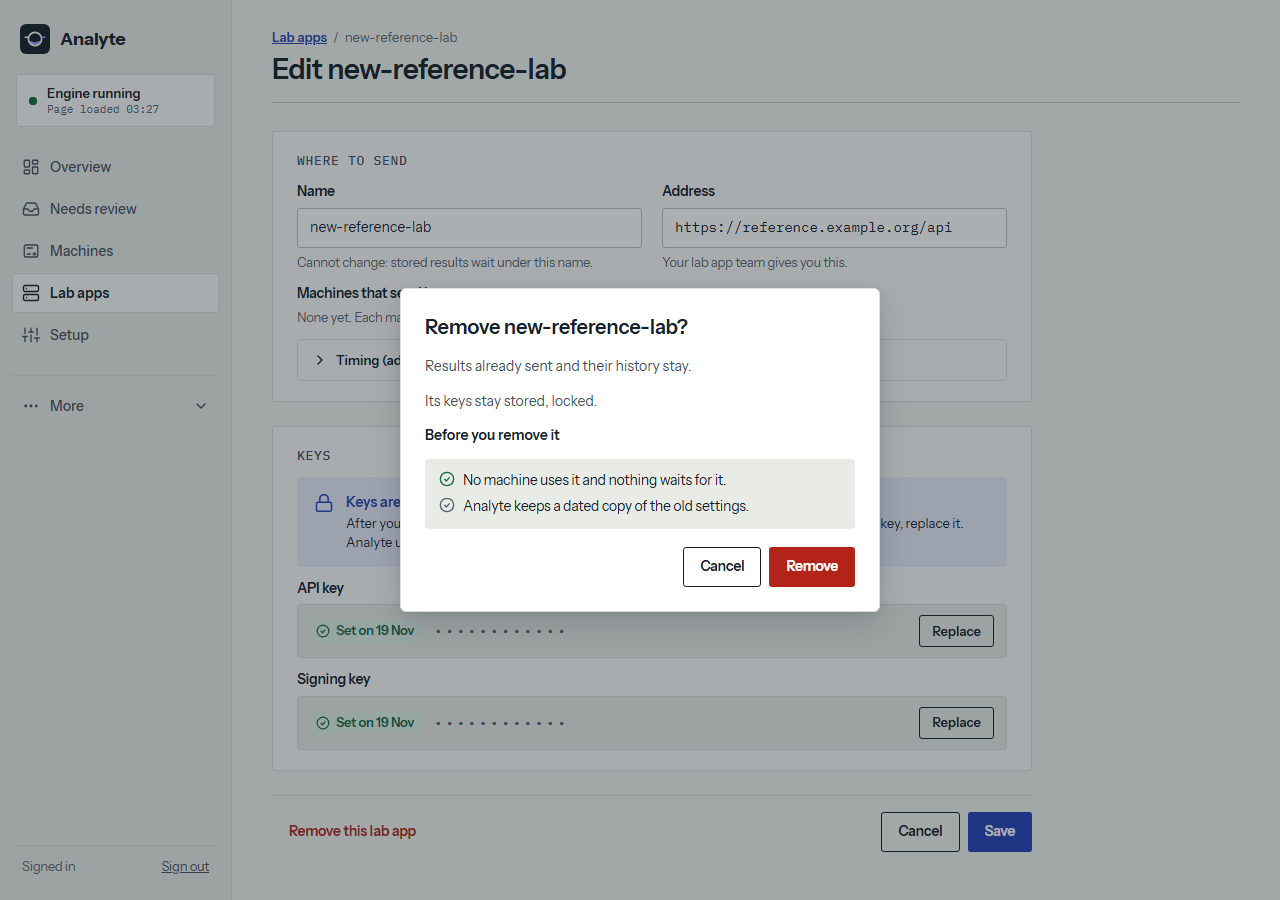 Analyte
Engine running
Page loaded 03:27
Overview
Needs review
Machines
Lab apps
Setup
More
Signed in
Sign out
Lab apps / new-reference-lab
Edit new-reference-lab
WHERE TO SEND
Name
Address
new-reference-lab
https://reference.example.org/api
Cannot change: stored results wait under this name.
Your lab app team gives you this.
Machines that
None yet. Each
Timing
Remove new-reference-lab?
Results already sent and their history stay.
Its keys stay stored, locked.
Before you remove it
No machine uses it and nothing waits for it.
Analyte keeps a dated copy of the old settings.
Cancel
Remove
KEYS
Keys are
After you
key, replace it.
Analyte
API key
Set on 19 Nov
••••••••••••
Replace
Signing key
Set on 19 Nov
••••••••••••
Replace
Remove this lab app
Cancel
Save